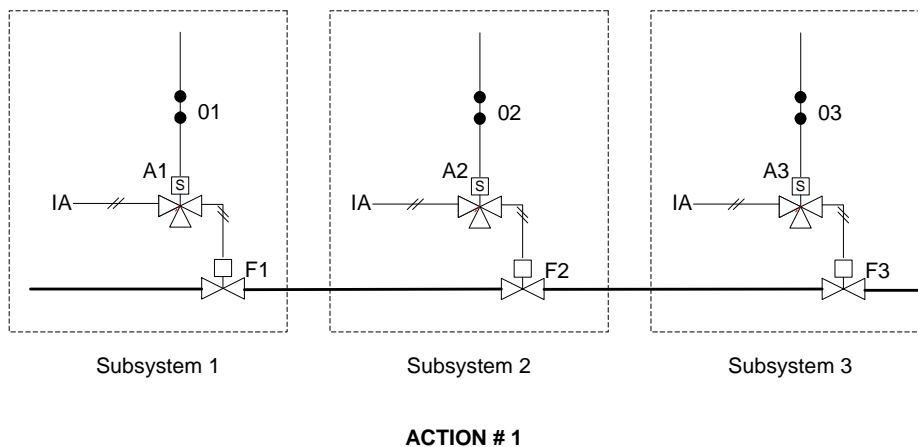 01 02 03
A1 A2 A3
S S S
IA IA IA
F1 F2 F3
Subsystem 1 Subsystem 2 Subsystem 3
ACTION # 1